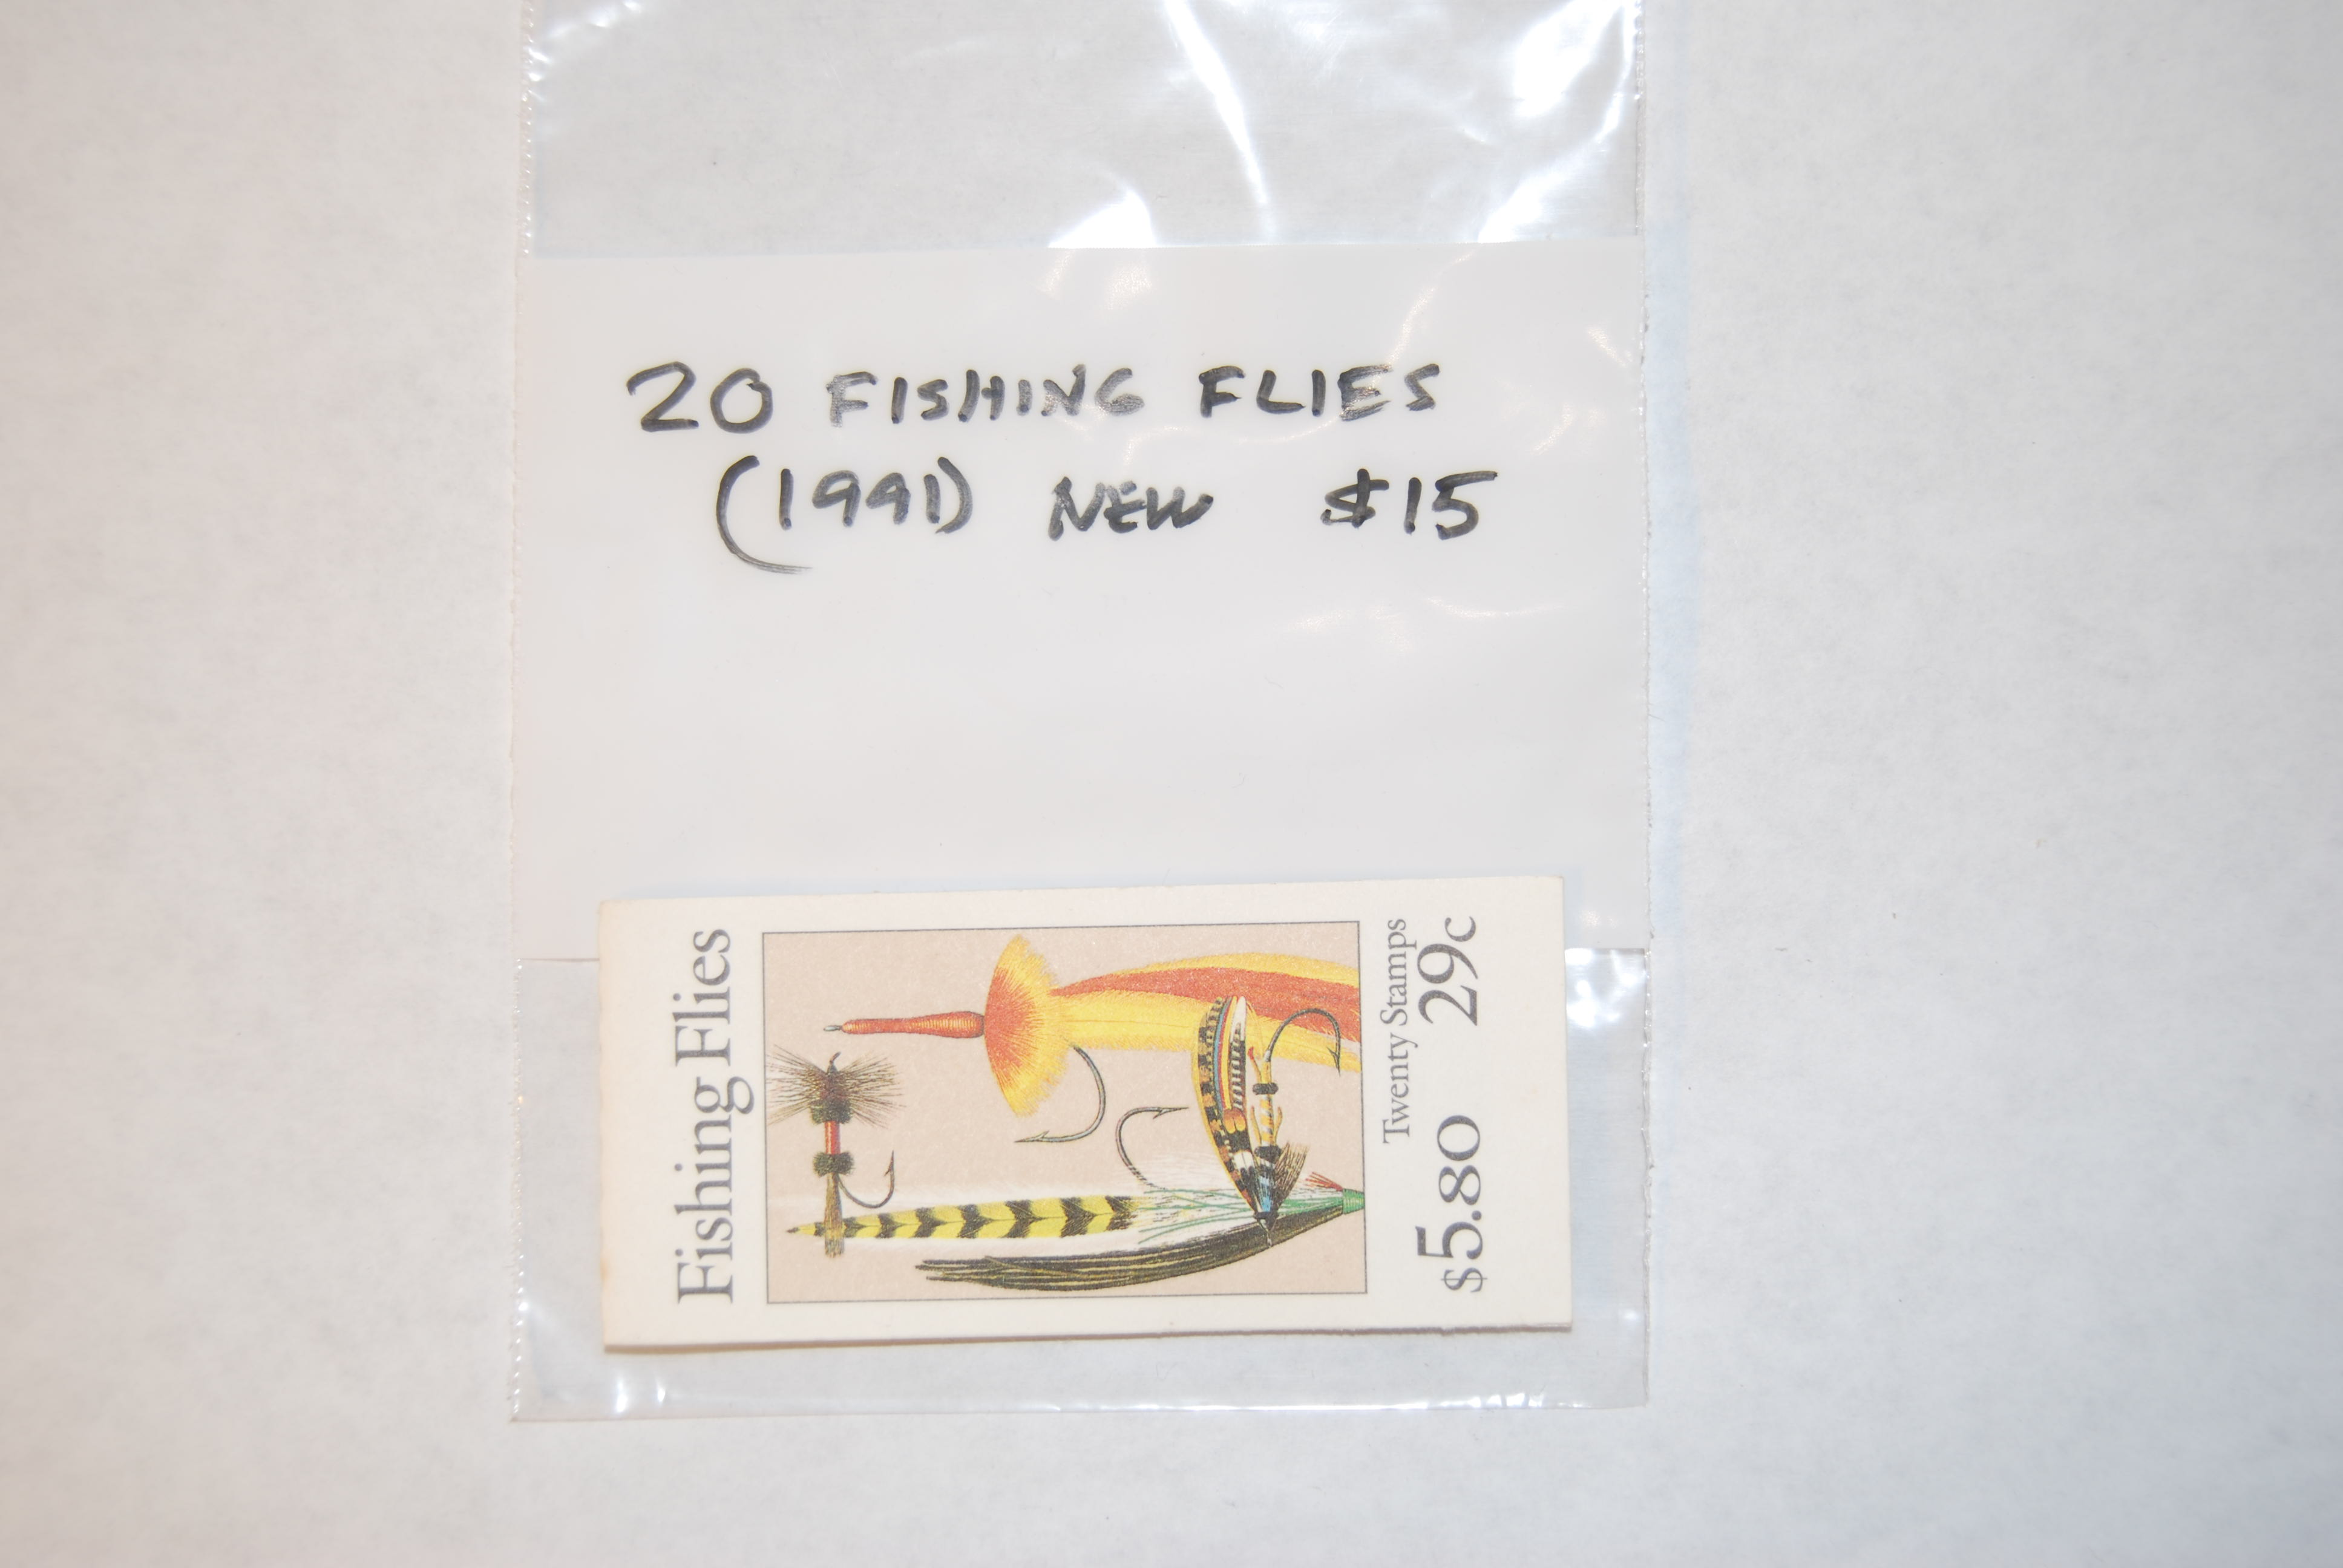 20 FISHING FLIES
(1991) NEW $15
Fishing Flies
Twenty Stamps
$5.80 29c